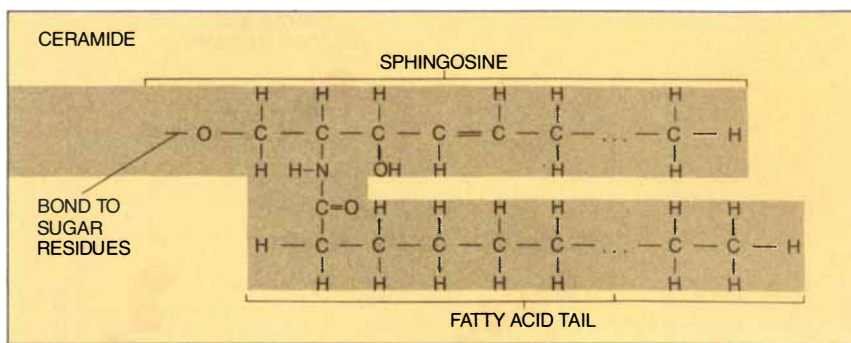 CERAMIDE
SPHINGOSINE
H H H H H H
— O — C — C — C — C = C — C — ... — C — H
H H–N OH H H H
BOND TO
SUGAR
RESIDUES
C=O H H H H H H
H — C — C — C — C — C — ... — C — C — H
H H H H H H H
FATTY ACID TAIL